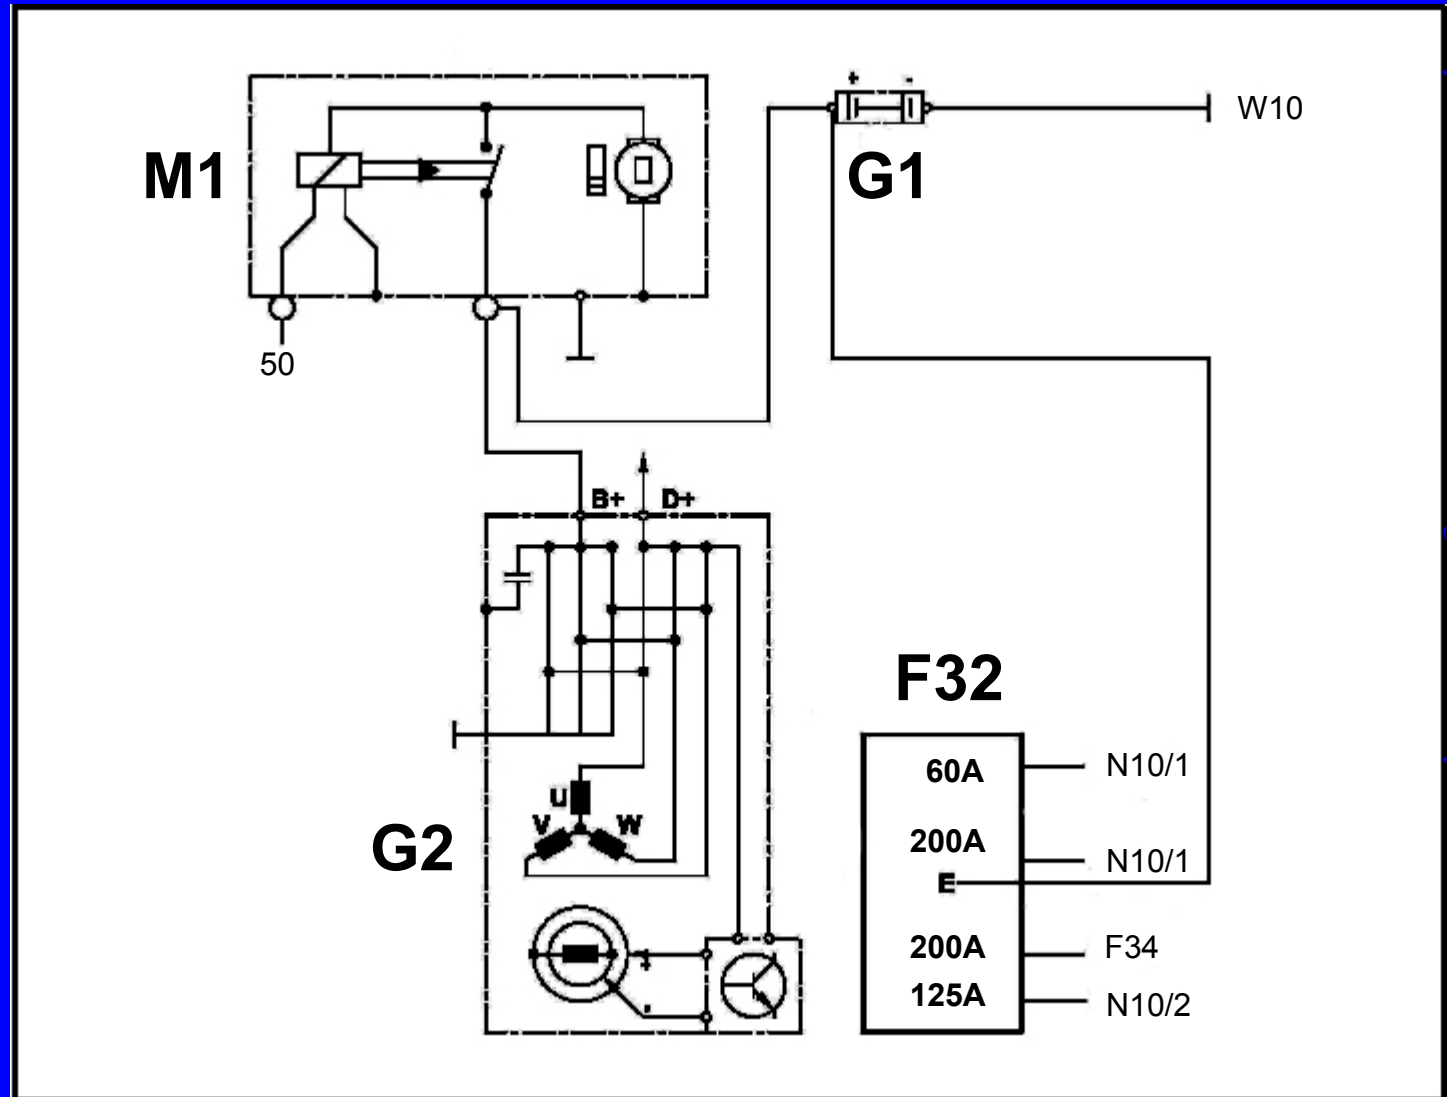 + -
W10
M1
G1
50
B+ D+
F32
60A N10/1
U
V W
200A N10/1
G2
E
200A F34
+
125A N10/2
-